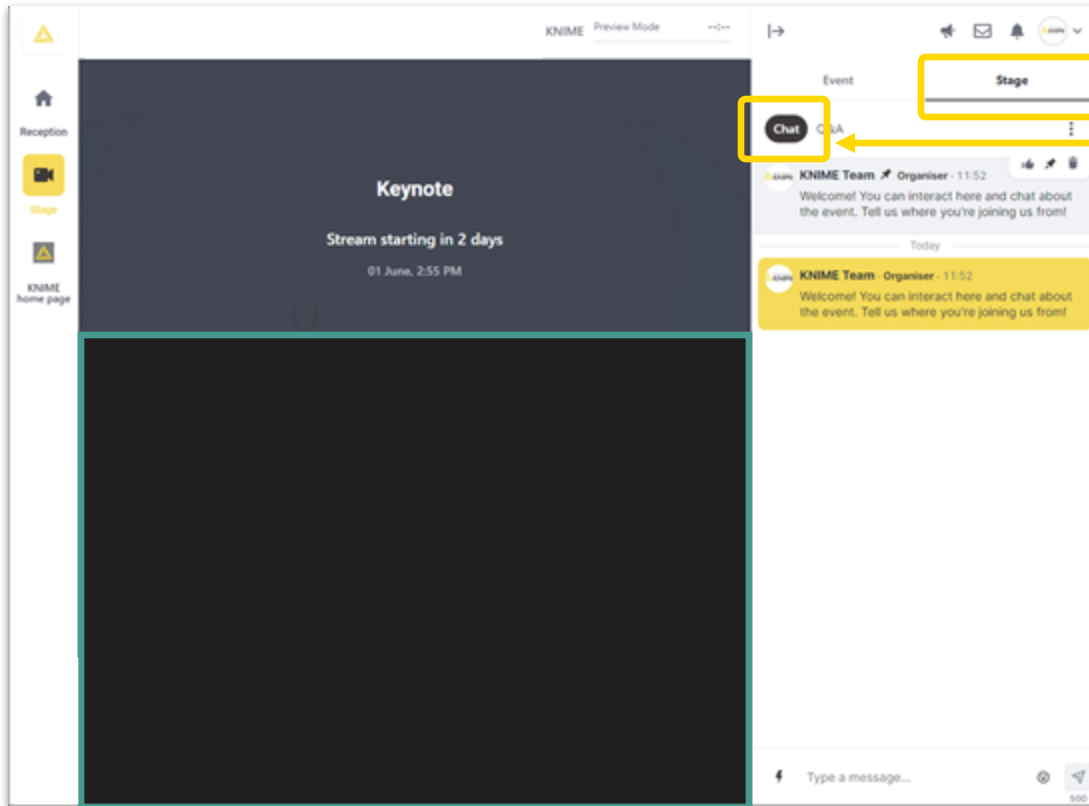 KNIME Preview Mode --:--
Reception
Stage
KNIME
home page
Keynote
Stream starting in 2 days
01 June, 2:55 PM
Event Stage
Chat Q&A
KNIME Team Organiser · 11:52
Welcome! You can interact here and chat about
the event. Tell us where you're joining us from!
Today
KNIME Team · Organiser · 11:52
Welcome! You can interact here and chat about
the event. Tell us where you're joining us from!
Type a message...
500